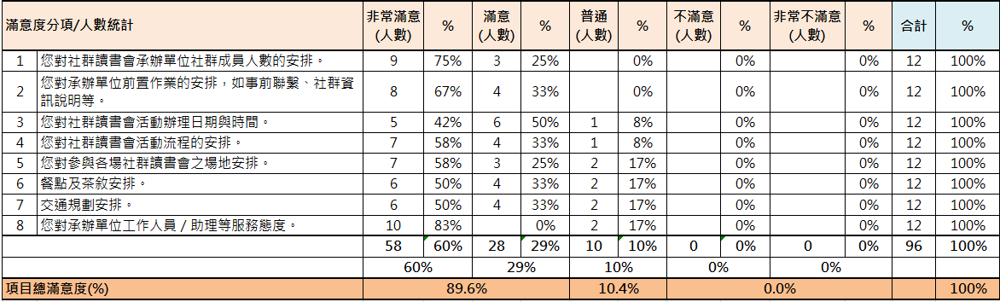 滿意度分項/人數統計 非常滿意(人數) % 滿意(人數) % 普通(人數) % 不滿意(人數) % 非常不滿意(人數) % 合計 %
1 您對社群讀書會承辦單位社群成員人數的安排。 9 75% 3 25% 0% 0% 0% 12 100%
2 您對承辦單位前置作業的安排，如事前聯繫、社群資訊說明等。 8 67% 4 33% 0% 0% 0% 12 100%
3 您對社群讀書會活動辦理日期與時間。 5 42% 6 50% 1 8% 0% 0% 12 100%
4 您對社群讀書會活動流程的安排。 7 58% 4 33% 1 8% 0% 0% 12 100%
5 您對參與各場社群讀書會之場地安排。 7 58% 3 25% 2 17% 0% 0% 12 100%
6 餐點及茶敘安排。 6 50% 4 33% 2 17% 0% 0% 12 100%
7 交通規劃安排。 6 50% 4 33% 2 17% 0% 0% 12 100%
8 您對承辦單位工作人員／助理等服務態度。 10 83% 0% 2 17% 0% 0% 12 100%
58 60% 28 29% 10 10% 0 0% 0 0% 96 100%
60% 29% 10% 0% 0%
項目總滿意度(%) 89.6% 10.4% 0.0% 100%